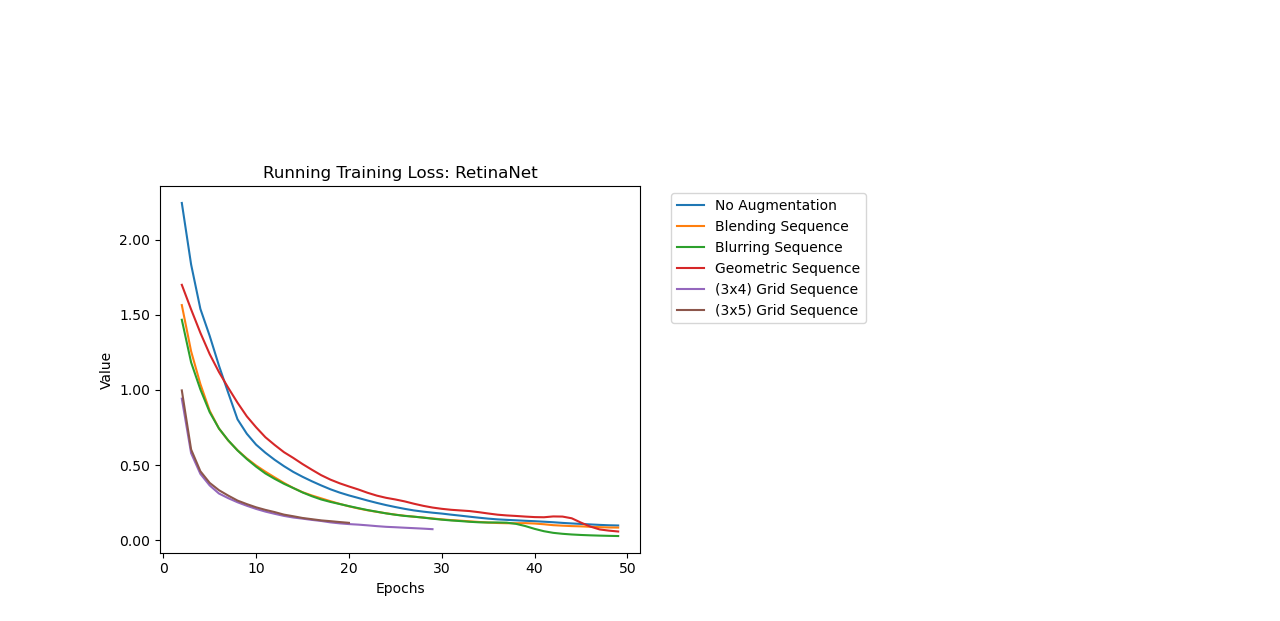 Running Training Loss: RetinaNet
No Augmentation
Blending Sequence
Blurring Sequence
Geometric Sequence
(3x4) Grid Sequence
(3x5) Grid Sequence
Value
2.00
1.50
1.00
0.50
0.00
0 10 20 30 40 50
Epochs